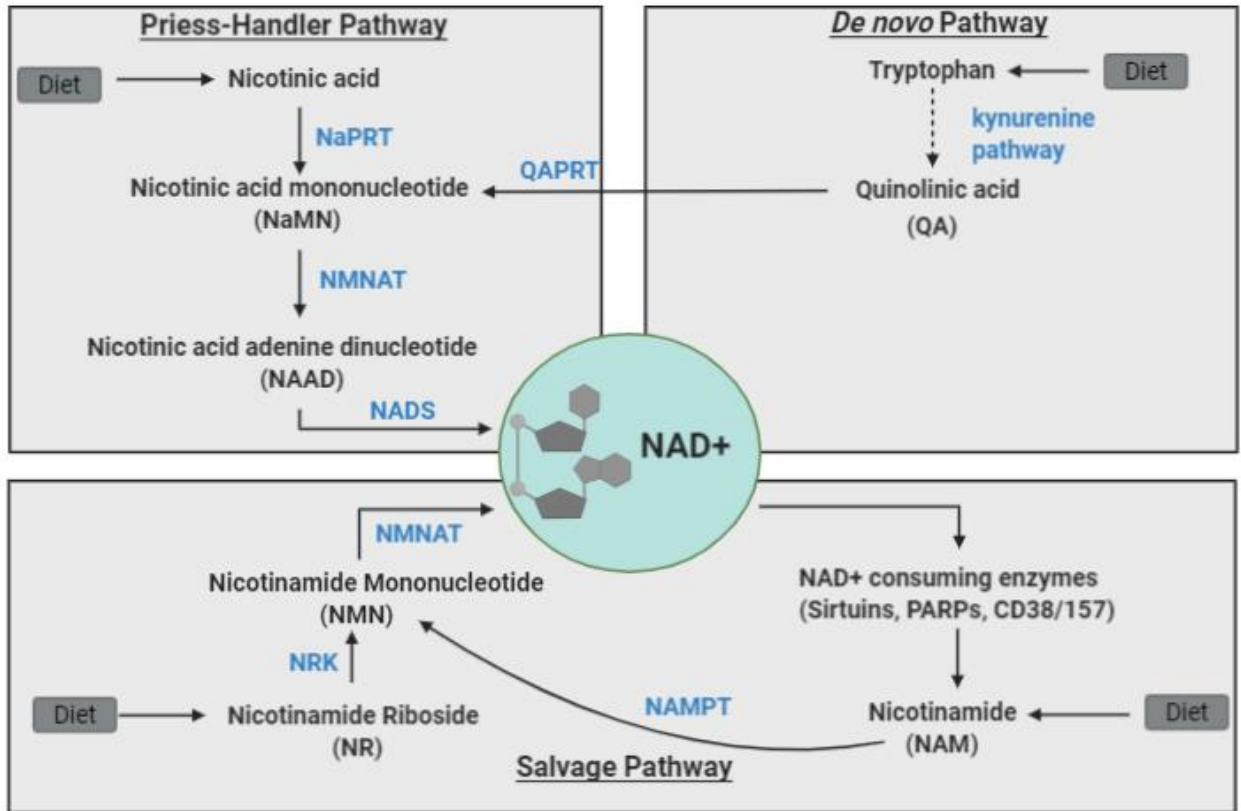 Priess-Handler Pathway
Diet
Nicotinic acid
NaPRT
Nicotinic acid mononucleotide
(NaMN)
NMNAT
Nicotinic acid adenine dinucleotide
(NAAD)
NADS
De novo Pathway
Tryptophan
Diet
kynurenine
pathway
Quinolinic acid
(QA)
QAPRT
NAD+
NMNAT
Nicotinamide Mononucleotide
(NMN)
NRK
Diet
Nicotinamide Riboside
(NR)
NAD+ consuming enzymes
(Sirtuins, PARPs, CD38/157)
NAMPT
Nicotinamide
(NAM)
Diet
Salvage Pathway